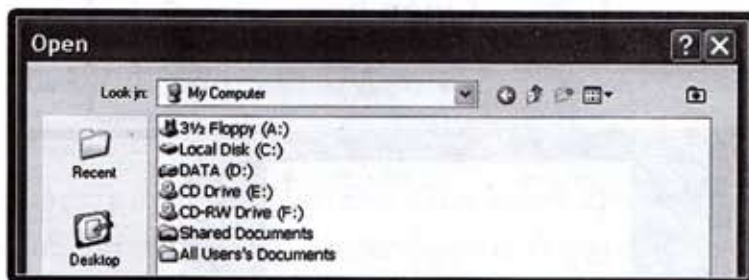 Open
Look in: My Computer
3½ Floppy (A:)
Local Disk (C:)
DATA (D:)
CD Drive (E:)
CD-RW Drive (F:)
Shared Documents
All Users's Documents
Recent
Desktop